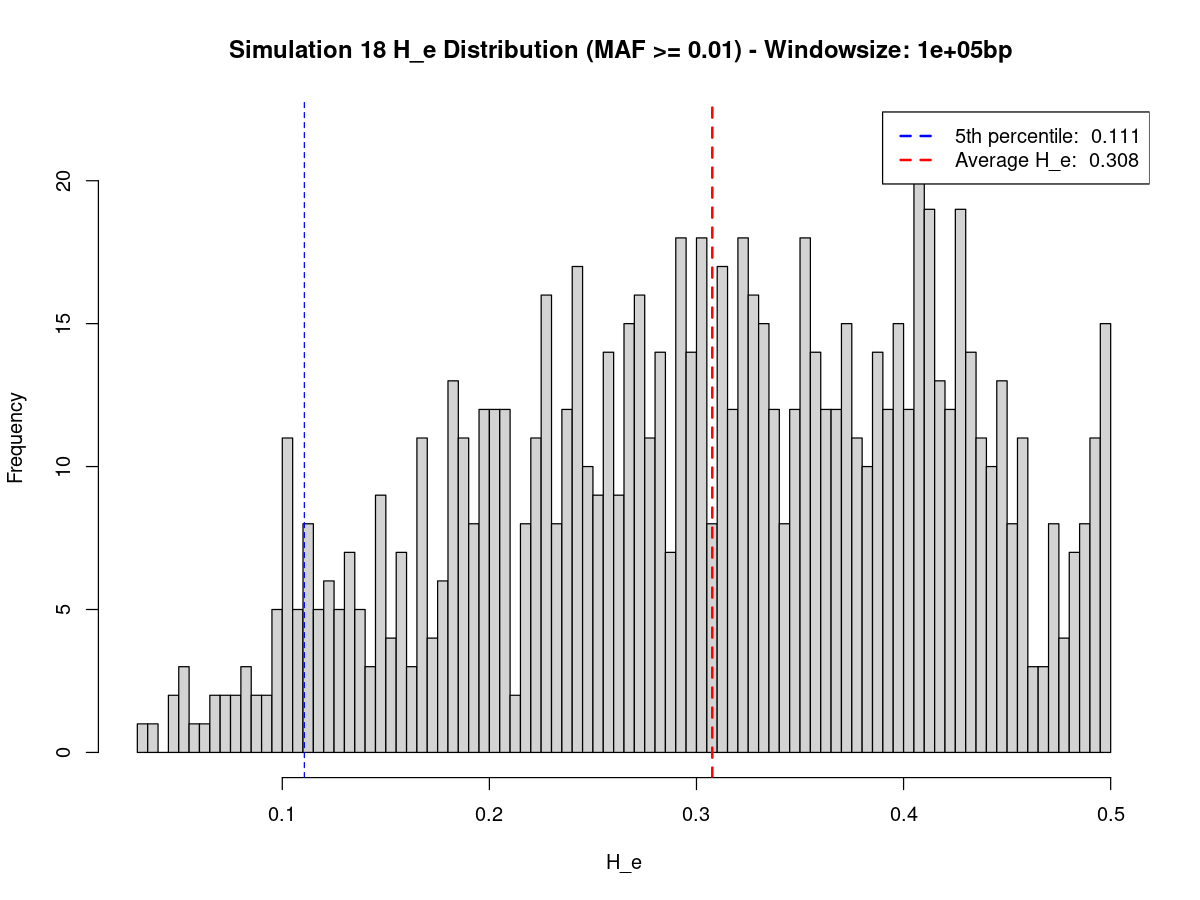 Simulation 18 H_e Distribution (MAF >= 0.01) - Windowsize: 1e+05bp
5th percentile:  0.111
Average H_e:  0.308
Frequency
20
15
10
5
0
0.1 0.2 0.3 0.4 0.5
H_e